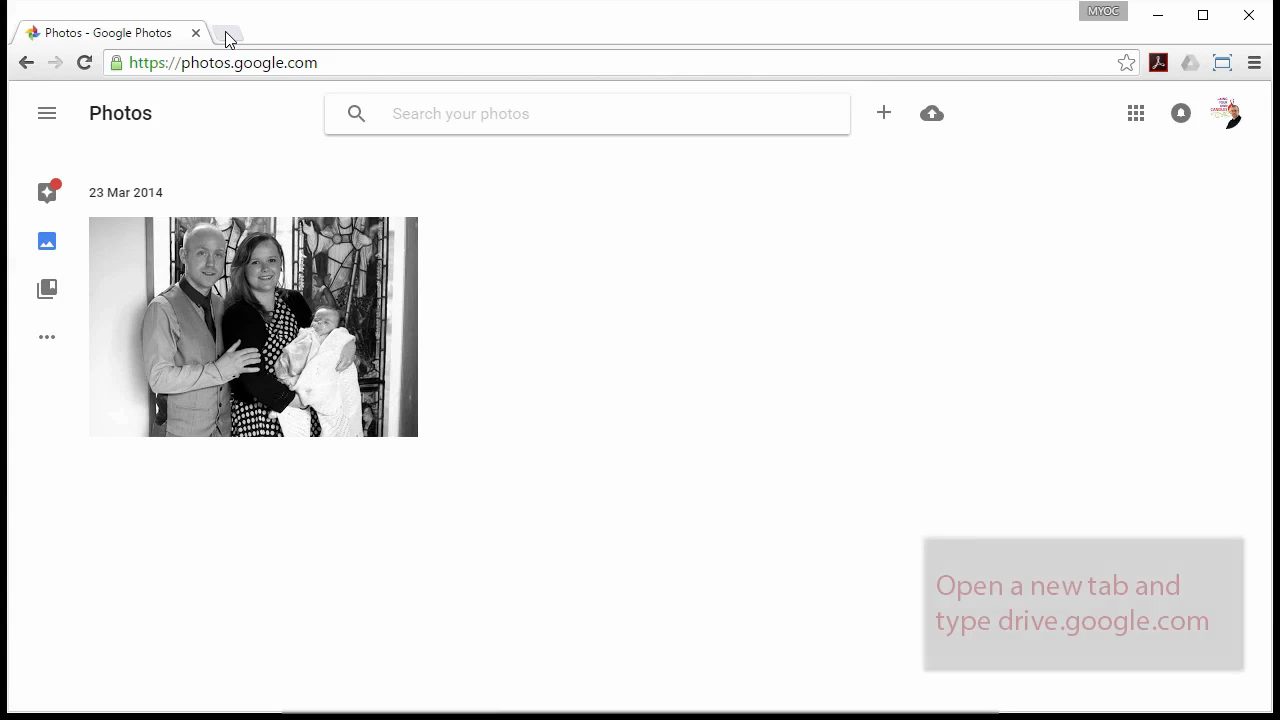 MYOC
Photos - Google Photos
https://photos.google.com
Photos
Search your photos
23 Mar 2014
Open a new tab and
type drive.google.com